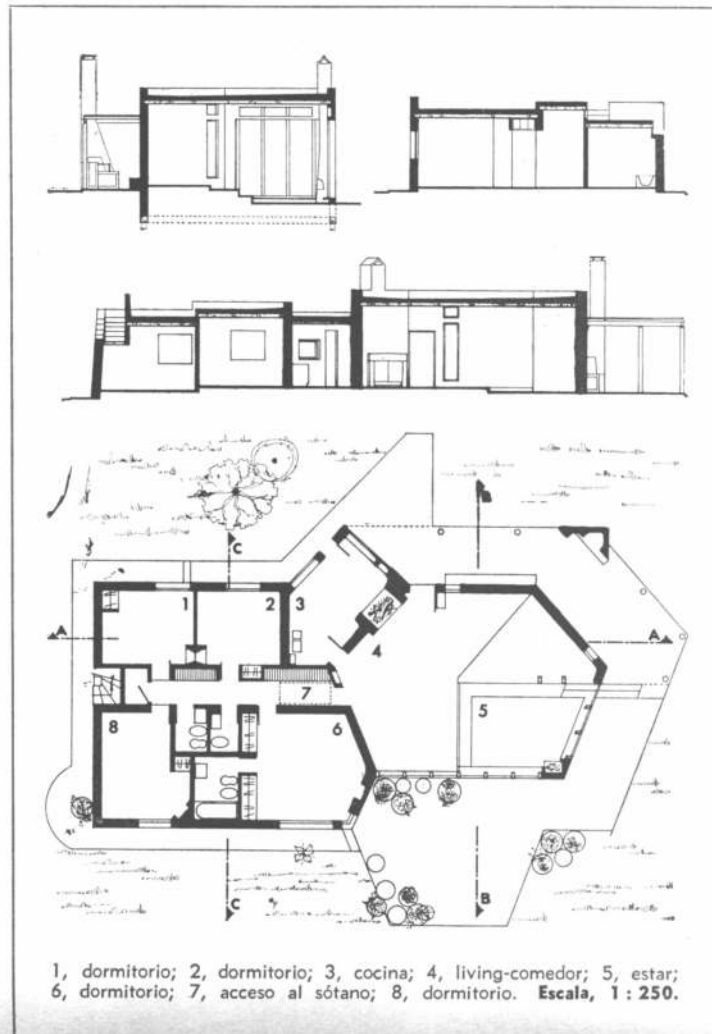 C
1
2
3
A
A
4
7
5
8
6
C
B
1, dormitorio; 2, dormitorio; 3, cocina; 4, living-comedor; 5, estar;
6, dormitorio; 7, acceso al sótano; 8, dormitorio. Escala, 1 : 250.